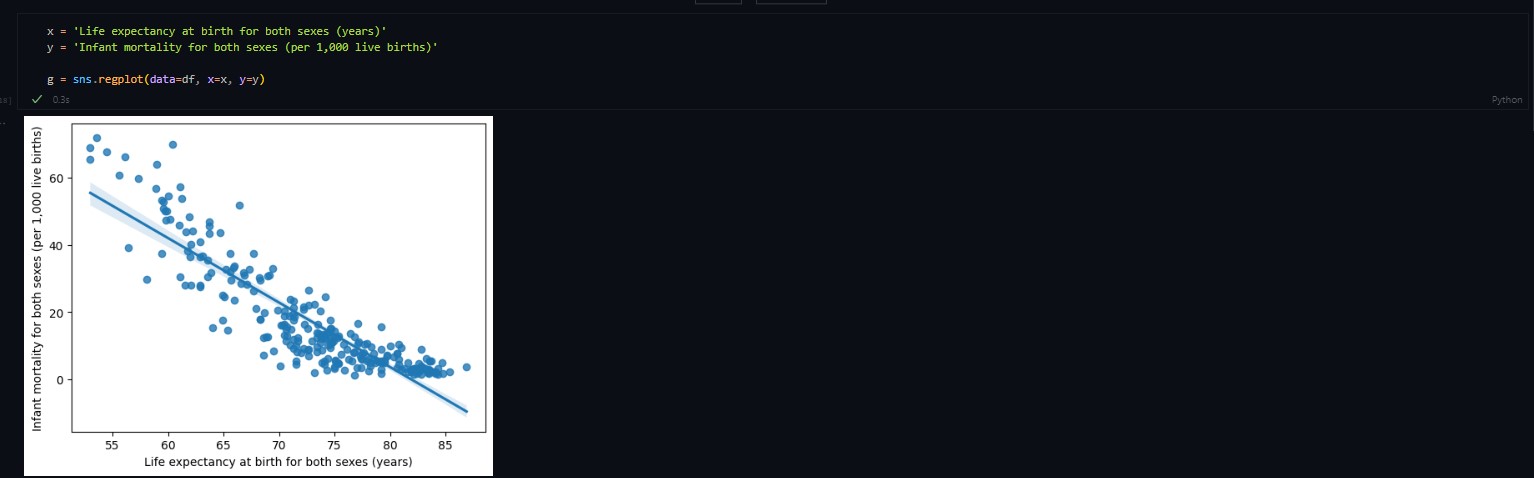 x = 'Life expectancy at birth for both sexes (years)'
y = 'Infant mortality for both sexes (per 1,000 live births)'
g = sns.regplot(data=df, x=x, y=y)
0.3s
Python
Infant mortality for both sexes (per 1,000 live births)
60
40
20
0
55 60 65 70 75 80 85
Life expectancy at birth for both sexes (years)